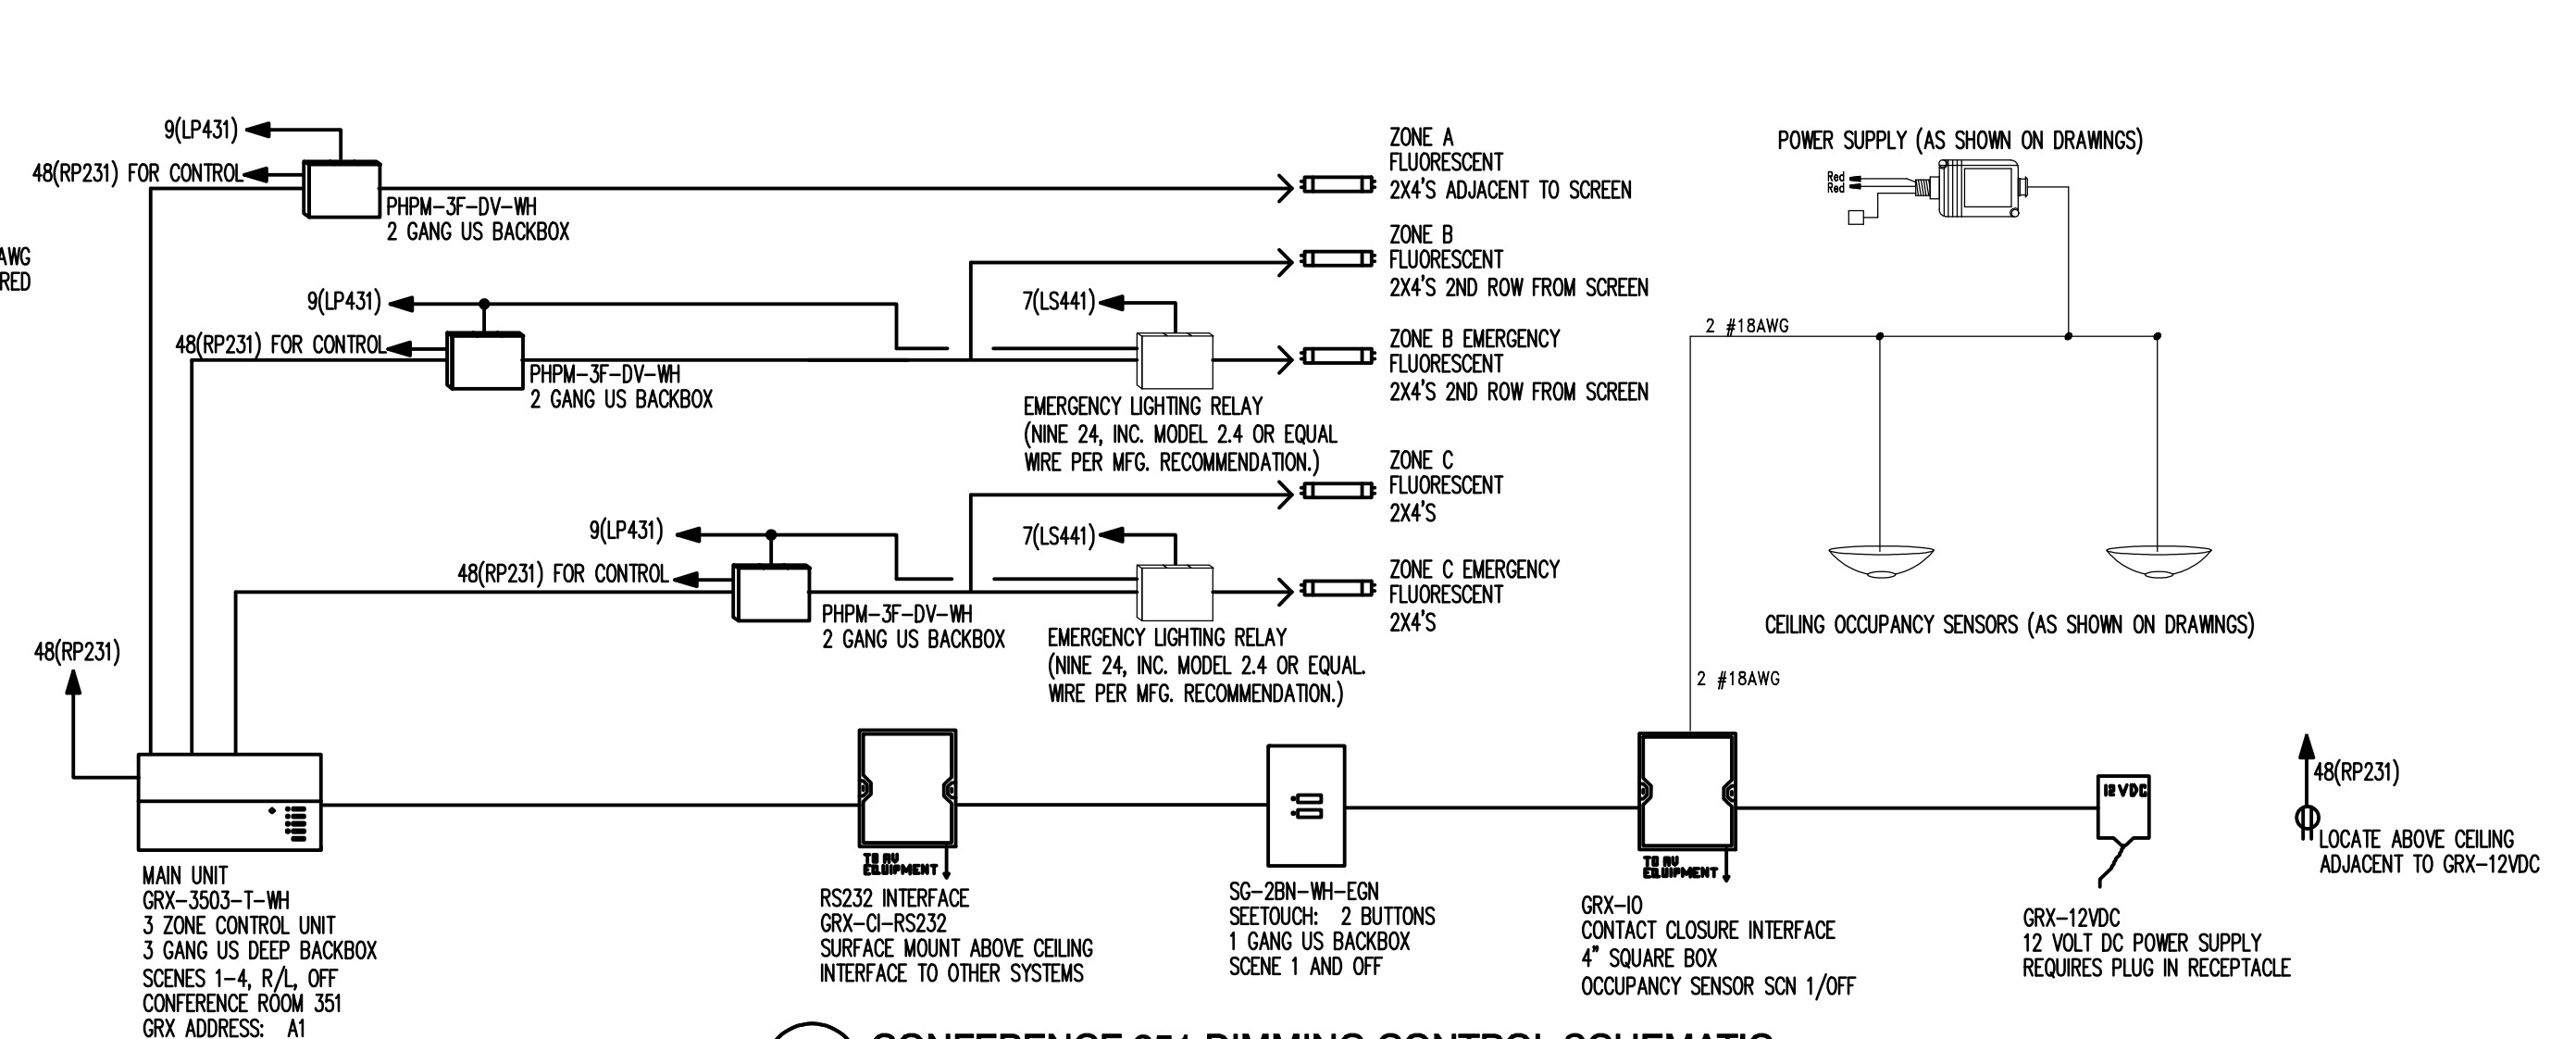 9(LP431)
48(RP231) FOR CONTROL
PHPM-3F-DV-WH
2 GANG US BACKBOX
ZONE A
FLUORESCENT
2X4'S ADJACENT TO SCREEN
POWER SUPPLY (AS SHOWN ON DRAWINGS)
Red
Red
AWG
RED
ZONE B
FLUORESCENT
2X4'S 2ND ROW FROM SCREEN
9(LP431)
48(RP231) FOR CONTROL
PHPM-3F-DV-WH
2 GANG US BACKBOX
7(LS441)
ZONE B EMERGENCY
FLUORESCENT
2X4'S 2ND ROW FROM SCREEN
EMERGENCY LIGHTING RELAY
(NINE 24, INC. MODEL 2.4 OR EQUAL
WIRE PER MFG. RECOMMENDATION.)
2 #18AWG
ZONE C
FLUORESCENT
2X4'S
9(LP431)
48(RP231) FOR CONTROL
PHPM-3F-DV-WH
2 GANG US BACKBOX
7(LS441)
ZONE C EMERGENCY
FLUORESCENT
2X4'S
EMERGENCY LIGHTING RELAY
(NINE 24, INC. MODEL 2.4 OR EQUAL.
WIRE PER MFG. RECOMMENDATION.)
CEILING OCCUPANCY SENSORS (AS SHOWN ON DRAWINGS)
2 #18AWG
48(RP231)
MAIN UNIT
GRX-3503-T-WH
3 ZONE CONTROL UNIT
3 GANG US DEEP BACKBOX
SCENES 1-4, R/L, OFF
CONFERENCE ROOM 351
GRX ADDRESS: A1
TO AV
EQUIPMENT
RS232 INTERFACE
GRX-CI-RS232
SURFACE MOUNT ABOVE CEILING
INTERFACE TO OTHER SYSTEMS
SG-2BN-WH-EGN
SEETOUCH: 2 BUTTONS
1 GANG US BACKBOX
SCENE 1 AND OFF
TO AV
EQUIPMENT
GRX-IO
CONTACT CLOSURE INTERFACE
4" SQUARE BOX
OCCUPANCY SENSOR SCN 1/OFF
12VDC
GRX-12VDC
12 VOLT DC POWER SUPPLY
REQUIRES PLUG IN RECEPTACLE
48(RP231)
LOCATE ABOVE CEILING
ADJACENT TO GRX-12VDC
CONFERENCE 351 DIMMING CONTROL SCHEMATIC